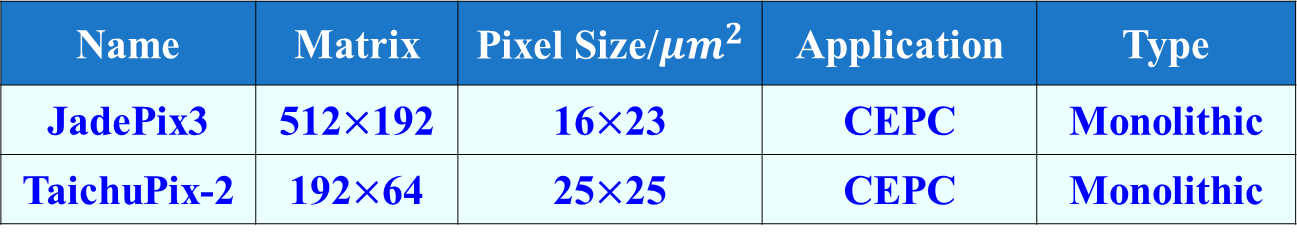 Name Matrix Pixel Size/μm² Application Type
JadePix3 512×192 16×23 CEPC Monolithic
TaichuPix-2 192×64 25×25 CEPC Monolithic